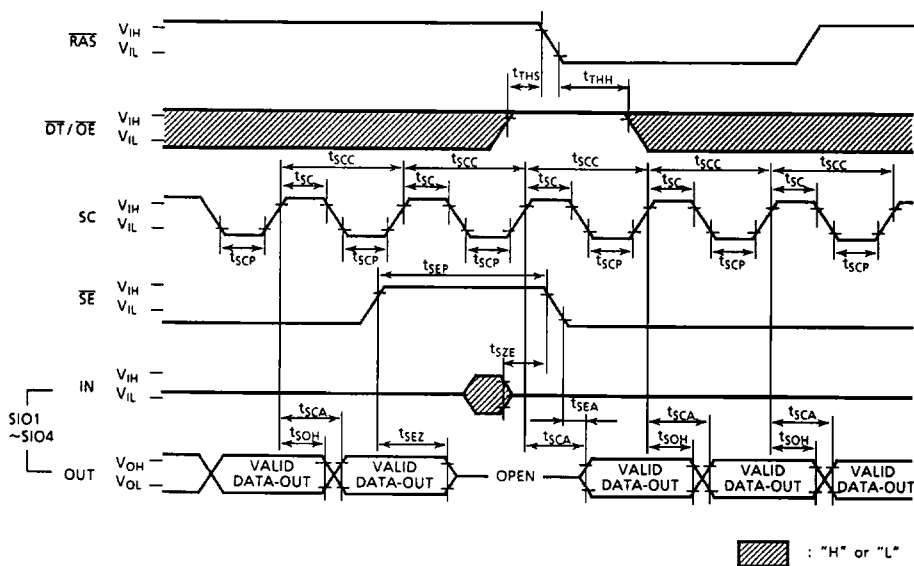 RAS VIH
VIL
tTHS tTHH
DT/OE VIH
VIL
tSCC tSCC tSCC tSCC tSCC
tSC tSC tSC tSC tSC
SC VIH
VIL
tSCP tSCP tSCP tSCP tSCP tSCP
tSEP
SE VIH
VIL
tSZE
IN VIH
VIL
SIO1
~SIO4
tSCA tSEA tSCA tSCA
tSOH tSEZ tSCA tSOH tSOH
OUT VOH
VOL
VALID DATA-OUT
VALID DATA-OUT
OPEN
VALID DATA-OUT
VALID DATA-OUT
VALID DATA-OUT
: "H" or "L"